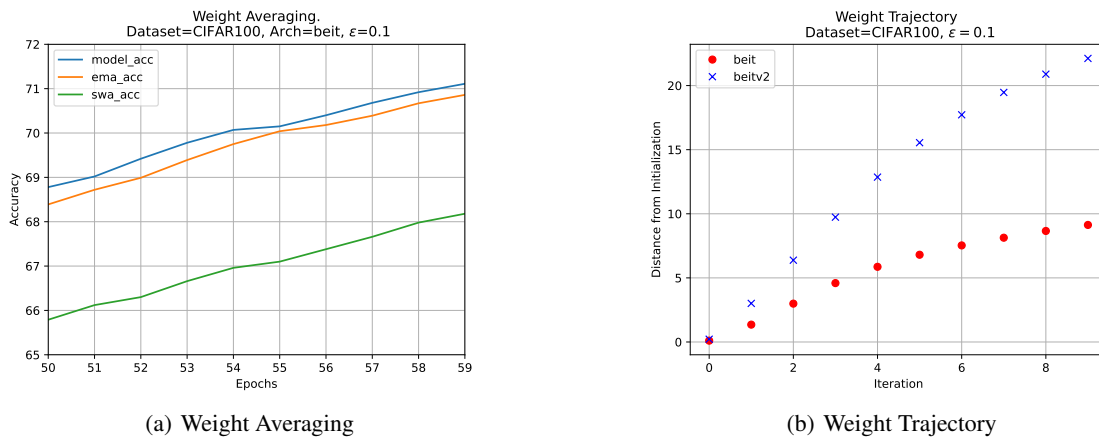 Weight Averaging.
Dataset=CIFAR100, Arch=beit, ε=0.1
72
71
70
69
68
67
66
65
Accuracy
model_acc
ema_acc
swa_acc
50 51 52 53 54 55 56 57 58 59
Epochs
(a) Weight Averaging
Weight Trajectory
Dataset=CIFAR100, ε = 0.1
20
15
10
5
0
Distance from Initialization
beit
beitv2
0 2 4 6 8
Iteration
(b) Weight Trajectory